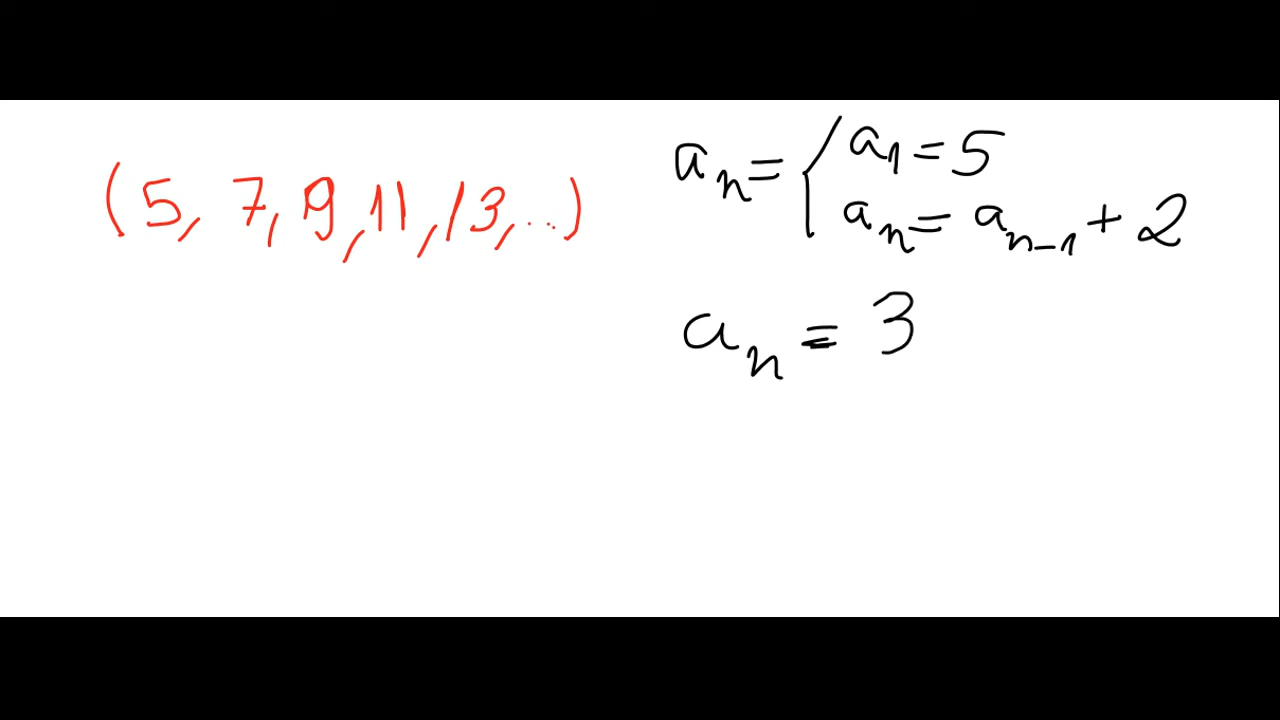 (5, 7, 9, 11, 13, ...)
aₙ = { a₁ = 5
aₙ = aₙ₋₁ + 2
aₙ = 3